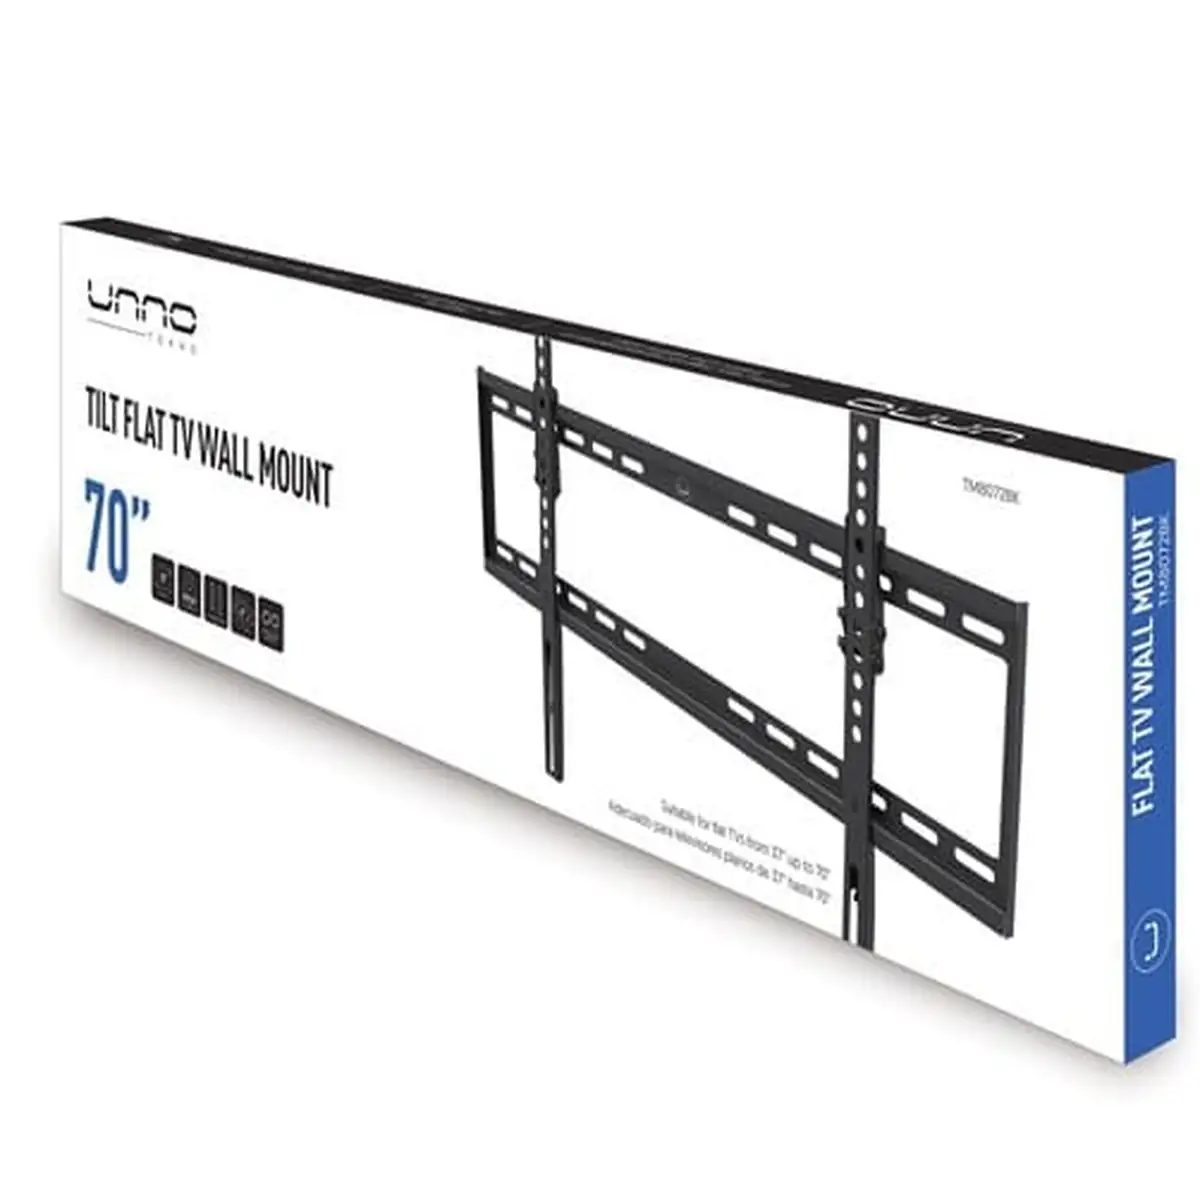 UNNO
TEKNO
TILT FLAT TV WALL MOUNT
70"
TM8072BK
Suitable for flat TVs from 37" up to 70"
Adecuado para televisores planos de 37" hasta 70"
UNNO
FLAT TV WALL MOUNT
TM8072BK